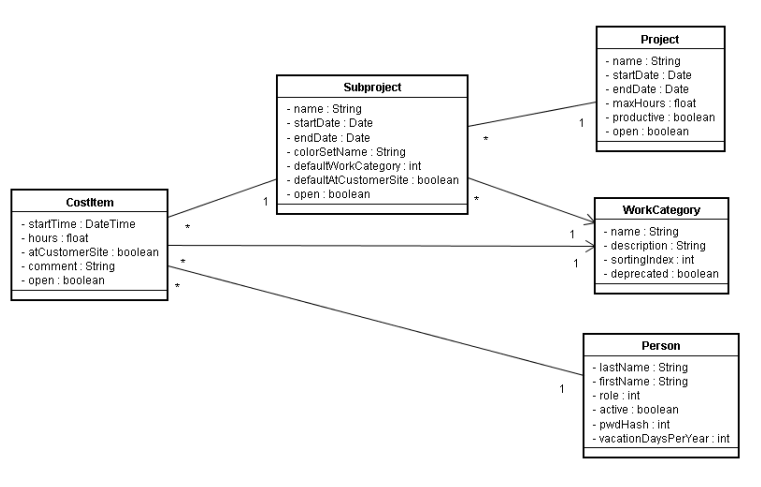 Project
- name : String
- startDate : Date
- endDate : Date
- maxHours : float
- productive : boolean
- open : boolean
Subproject
- name : String
- startDate : Date
- endDate : Date
- colorSetName : String
- defaultWorkCategory : int
- defaultAtCustomerSite : boolean
- open : boolean
CostItem
- startTime : DateTime
- hours : float
- atCustomerSite : boolean
- comment : String
- open : boolean
WorkCategory
- name : String
- description : String
- sortingIndex : int
- deprecated : boolean
Person
- lastName : String
- firstName : String
- role : int
- active : boolean
- pwdHash : int
- vacationDaysPerYear : int
*
1
*
1
*
1
*
1
*
1